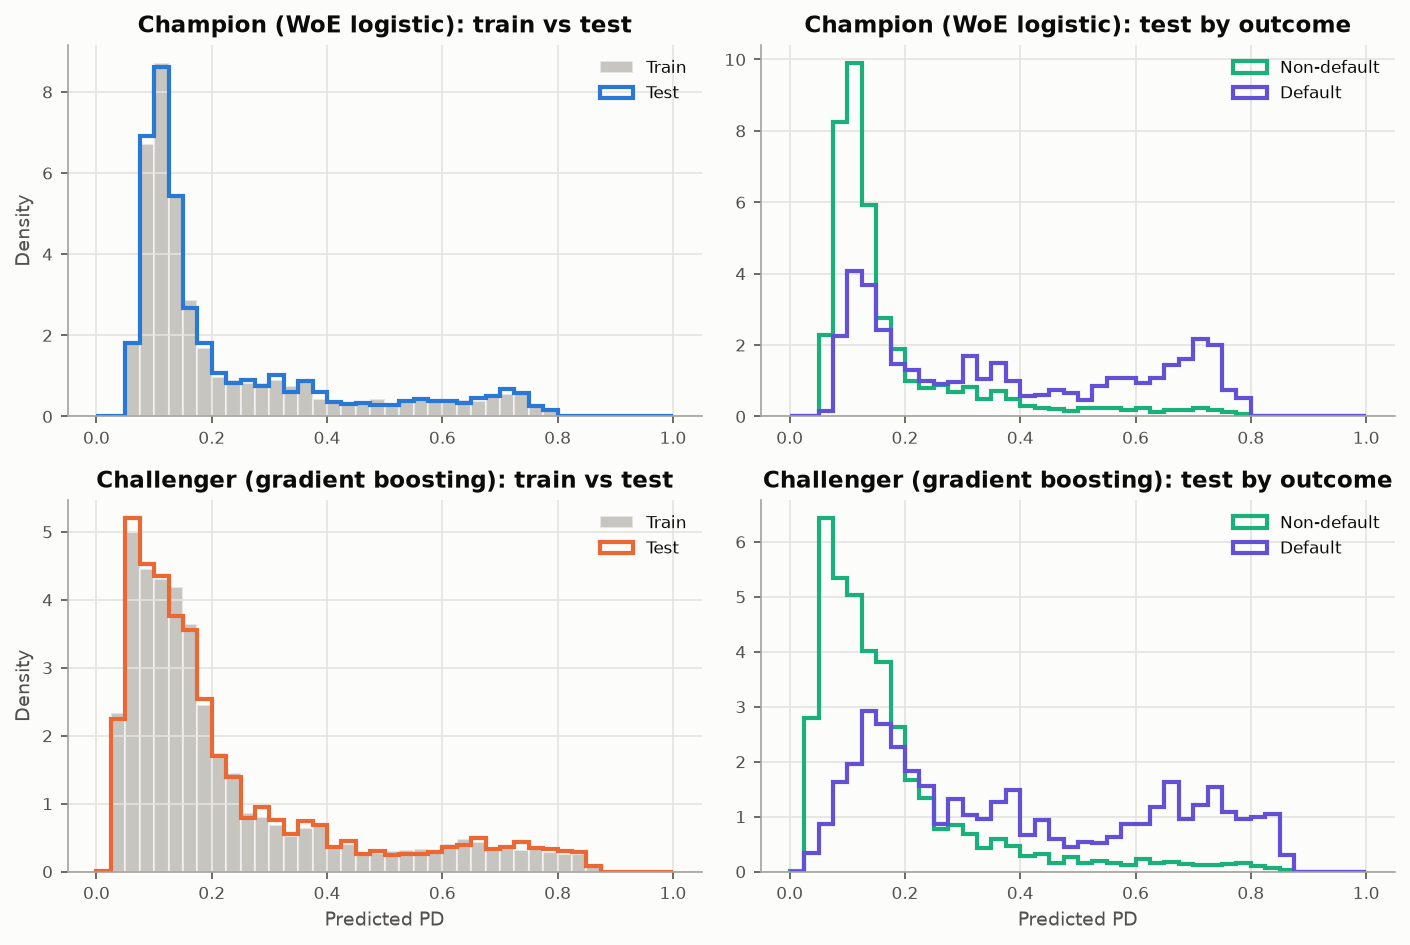 Champion (WoE logistic): train vs test
Train
Test
Density
8
6
4
2
0
0.0 0.2 0.4 0.6 0.8 1.0
Champion (WoE logistic): test by outcome
Non-default
Default
10
8
6
4
2
0
0.0 0.2 0.4 0.6 0.8 1.0
Challenger (gradient boosting): train vs test
Train
Test
Density
5
4
3
2
1
0
0.0 0.2 0.4 0.6 0.8 1.0
Predicted PD
Challenger (gradient boosting): test by outcome
Non-default
Default
6
5
4
3
2
1
0
0.0 0.2 0.4 0.6 0.8 1.0
Predicted PD